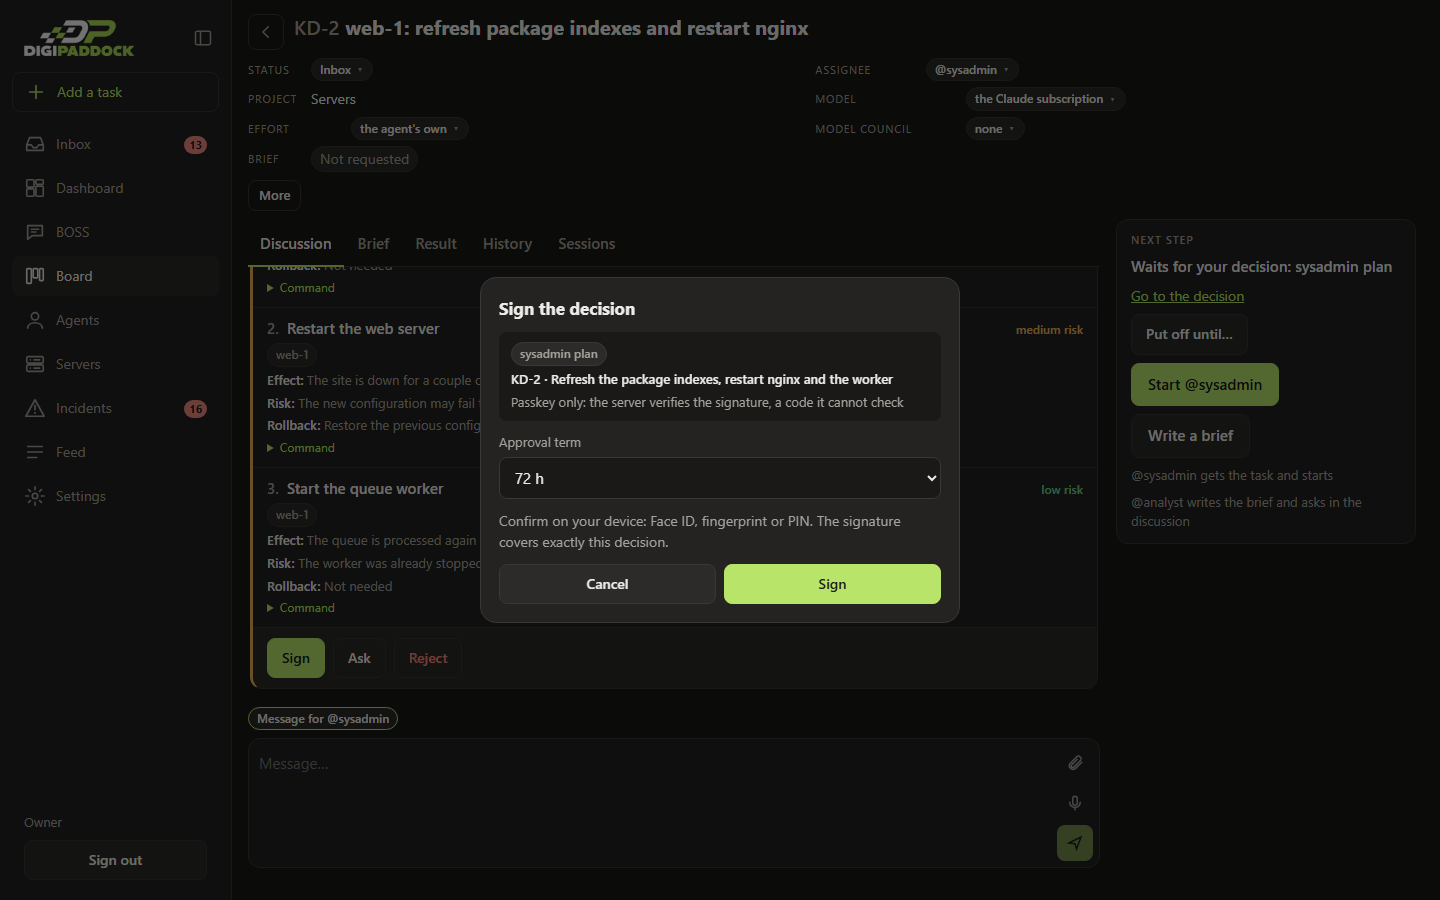 DIGIPADDOCK
Add a task
Inbox
13
Dashboard
BOSS
Board
Agents
Servers
Incidents
16
Feed
Settings
Owner
Sign out
KD-2 web-1: refresh package indexes and restart nginx
STATUS
Inbox
ASSIGNEE
@sysadmin
PROJECT
Servers
MODEL
the Claude subscription
EFFORT
the agent's own
MODEL COUNCIL
none
BRIEF
Not requested
More
Discussion
Brief
Result
History
Sessions
Rollback: Not needed
Command
2. Restart the web server
medium risk
web-1
Effect: The site is down for a couple
Risk: The new configuration may fail
Rollback: Restore the previous
Command
3. Start the queue worker
low risk
web-1
Effect: The queue is processed again
Risk: The worker was already stopped
Rollback: Not needed
Command
Sign
Ask
Reject
Message for @sysadmin
Message...
Sign the decision
sysadmin plan
KD-2 · Refresh the package indexes, restart nginx and the worker
Passkey only: the server verifies the signature, a code it cannot check
Approval term
72 h
Confirm on your device: Face ID, fingerprint or PIN. The signature
covers exactly this decision.
Cancel
Sign
NEXT STEP
Waits for your decision: sysadmin plan
Go to the decision
Put off until...
Start @sysadmin
Write a brief
@sysadmin gets the task and starts
@analyst writes the brief and asks in the
discussion